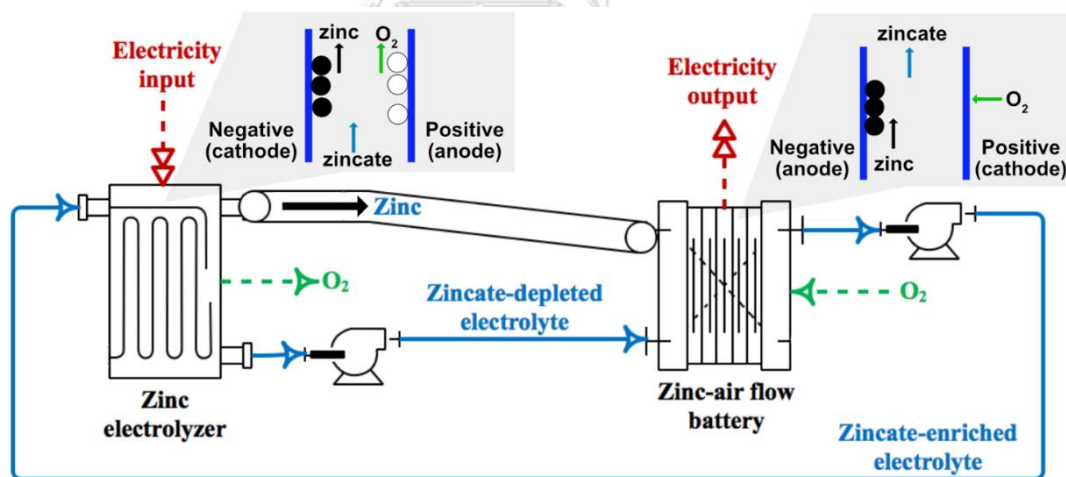 zinc
O2
Electricity
input
Negative
(cathode)
Positive
(anode)
zincate
zincate
Electricity
output
O2
Negative
(anode)
Positive
(cathode)
zinc
Zinc
O2
O2
Zincate-depleted
electrolyte
Zinc
electrolyzer
Zinc-air flow
battery
Zincate-enriched
electrolyte